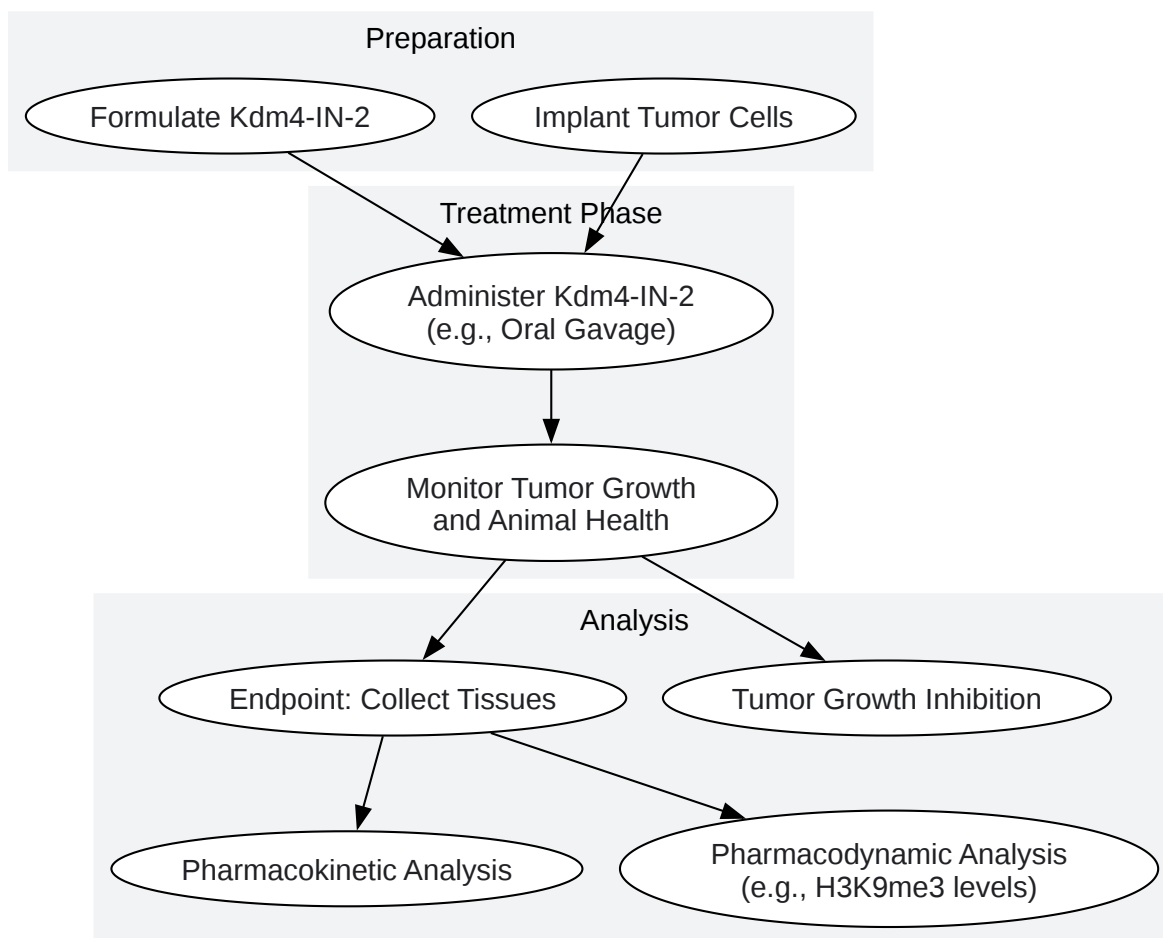 Preparation
Formulate Kdm4-IN-2
Implant Tumor Cells
Treatment Phase
Administer Kdm4-IN-2
(e.g., Oral Gavage)
Monitor Tumor Growth
and Animal Health
Analysis
Endpoint: Collect Tissues
Tumor Growth Inhibition
Pharmacokinetic Analysis
Pharmacodynamic Analysis
(e.g., H3K9me3 levels)